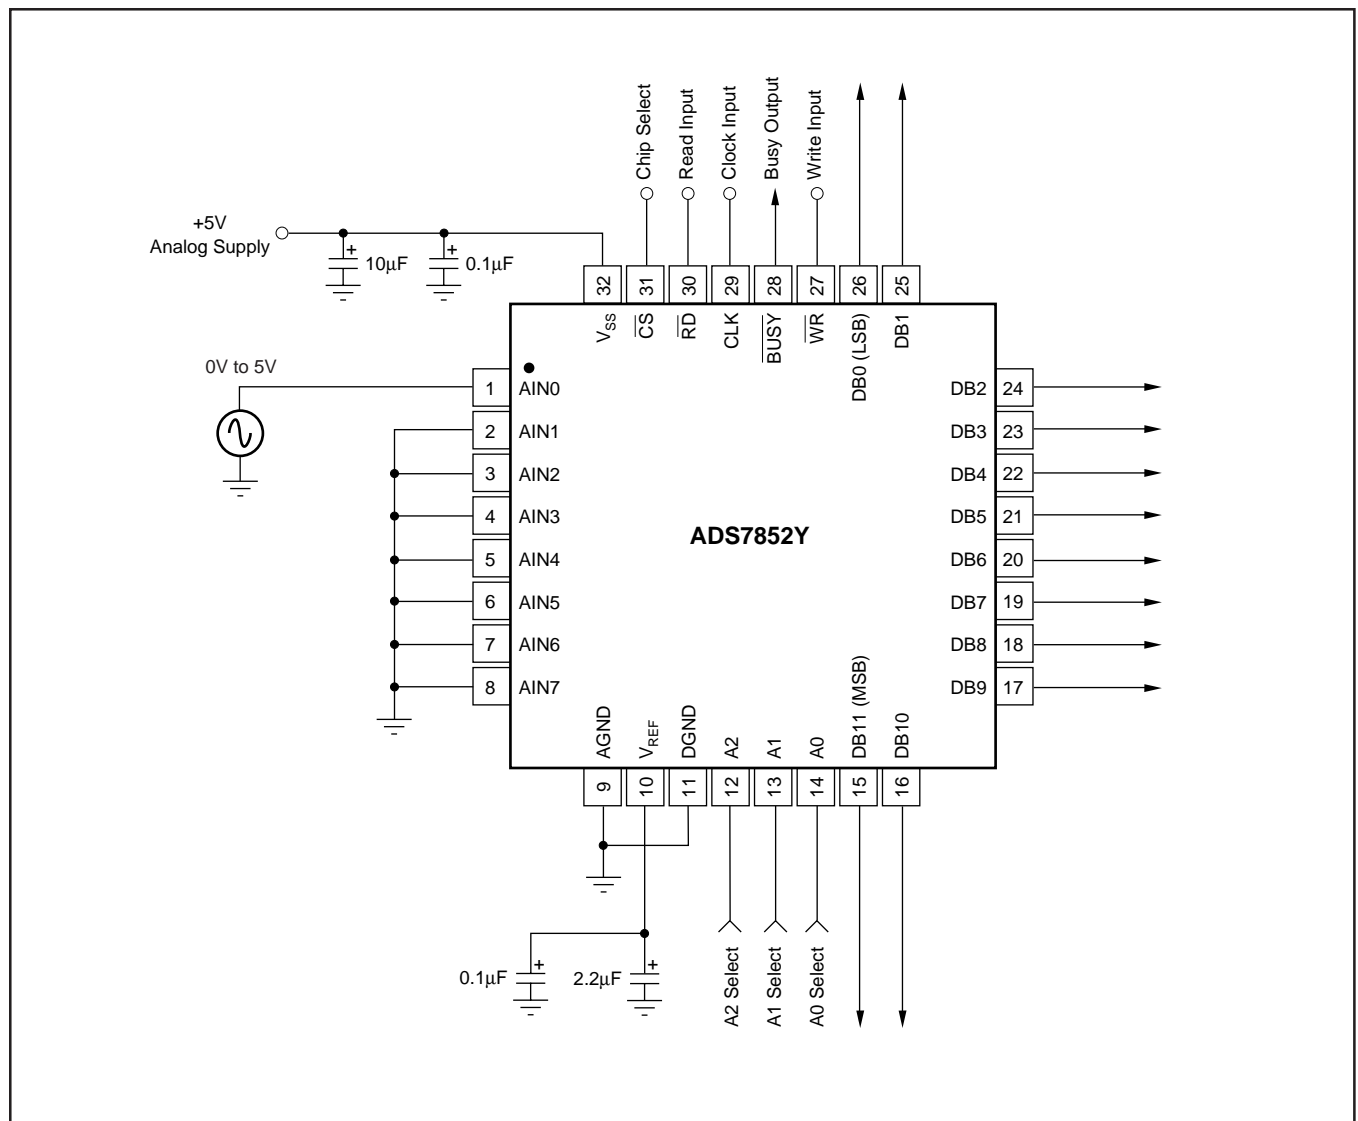 Chip Select
Read Input
Clock Input
Busy Output
Write Input
+5V
Analog Supply
+
10µF
+
0.1µF
32
31
30
29
28
27
26
25
VSS
CS
RD
CLK
BUSY
WR
DB0 (LSB)
DB1
0V to 5V
1 AIN0
2 AIN1
3 AIN2
4 AIN3
5 AIN4
6 AIN5
7 AIN6
8 AIN7
ADS7852Y
DB2 24
DB3 23
DB4 22
DB5 21
DB6 20
DB7 19
DB8 18
DB9 17
AGND
VREF
DGND
A2
A1
A0
DB11 (MSB)
DB10
9
10
11
12
13
14
15
16
0.1µF
+
2.2µF
+
A2 Select
A1 Select
A0 Select